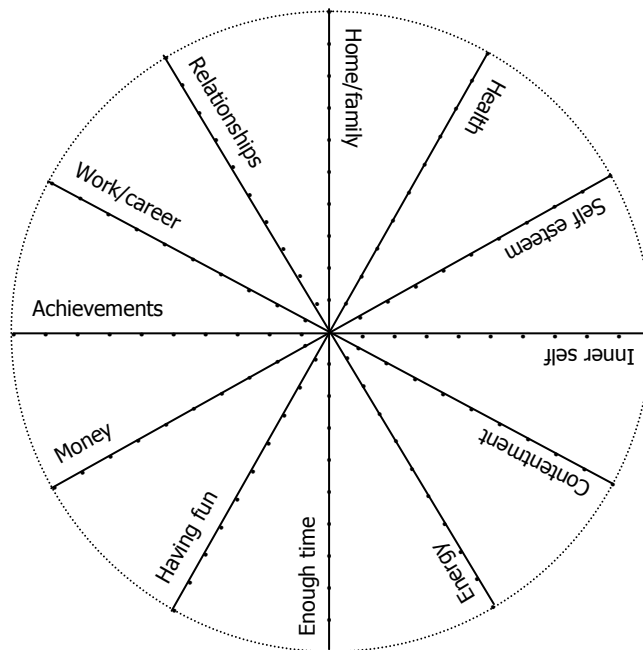 Home/family
Health
Self esteem
Inner self
Contentment
Energy
Enough time
Having fun
Money
Achievements
Work/career
Relationships